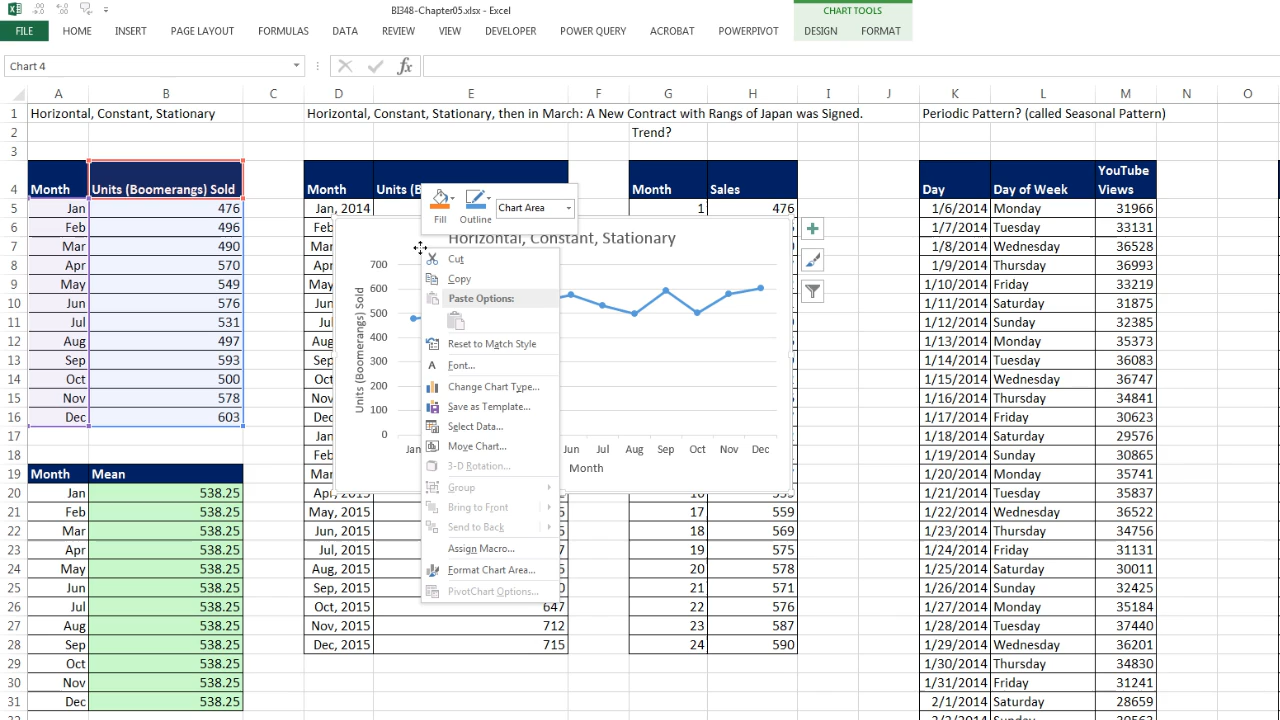 BI348-Chapter05.xlsx - Excel
CHART TOOLS
FILE HOME INSERT PAGE LAYOUT FORMULAS DATA REVIEW VIEW DEVELOPER POWER QUERY ACROBAT POWERPIVOT DESIGN FORMAT
Chart 4 fx
A B C D E F G H I J K L M N O
1 Horizontal, Constant, Stationary Horizontal, Constant, Stationary, then in March: A New Contract with Rangs of Japan was Signed. Periodic Pattern? (called Seasonal Pattern)
2 Trend?
3
4 Month Units (Boomerangs) Sold Month Units (B Month Sales Day Day of Week YouTube Views
5 Jan 476 Jan, 2014 1 476 1/6/2014 Monday 31966
6 Feb 496 Feb 1/7/2014 Tuesday 33131
7 Mar 490 Mar 1/8/2014 Wednesday 36528
8 Apr 570 Apr 1/9/2014 Thursday 36993
9 May 549 May 1/10/2014 Friday 33219
10 Jun 576 Jun 1/11/2014 Saturday 31875
11 Jul 531 Jul 1/12/2014 Sunday 32385
12 Aug 497 Aug 1/13/2014 Monday 35373
13 Sep 593 Sep 1/14/2014 Tuesday 36083
14 Oct 500 Oct 1/15/2014 Wednesday 36747
15 Nov 578 Nov 1/16/2014 Thursday 34841
16 Dec 603 Dec 1/17/2014 Friday 30623
17 Jan 1/18/2014 Saturday 29576
18 Feb 1/19/2014 Sunday 30865
19 Month Mean Mar 1/20/2014 Monday 35741
20 Jan 538.25 Apr, 2015 1/21/2014 Tuesday 35837
21 Feb 538.25 May, 2015 17 559 1/22/2014 Wednesday 36522
22 Mar 538.25 Jun, 2015 18 569 1/23/2014 Thursday 34756
23 Apr 538.25 Jul, 2015 7 19 575 1/24/2014 Friday 31131
24 May 538.25 Aug, 2015 20 578 1/25/2014 Saturday 30011
25 Jun 538.25 Sep, 2015 0 21 571 1/26/2014 Sunday 32425
26 Jul 538.25 Oct, 2015 647 22 576 1/27/2014 Monday 35184
27 Aug 538.25 Nov, 2015 712 23 587 1/28/2014 Tuesday 37440
28 Sep 538.25 Dec, 2015 715 24 590 1/29/2014 Wednesday 36201
29 Oct 538.25 1/30/2014 Thursday 34830
30 Nov 538.25 1/31/2014 Friday 31241
31 Dec 538.25 2/1/2014 Saturday 28659
Fill Outline Chart Area
Horizontal, Constant, Stationary
Units (Boomerangs) Sold
700
600
500
400
300
200
100
0
Jan Jun Jul Aug Sep Oct Nov Dec
Month
Cut
Copy
Paste Options:
Reset to Match Style
Font...
Change Chart Type...
Save as Template...
Select Data...
Move Chart...
3-D Rotation...
Group
Bring to Front
Send to Back
Assign Macro...
Format Chart Area...
PivotChart Options...